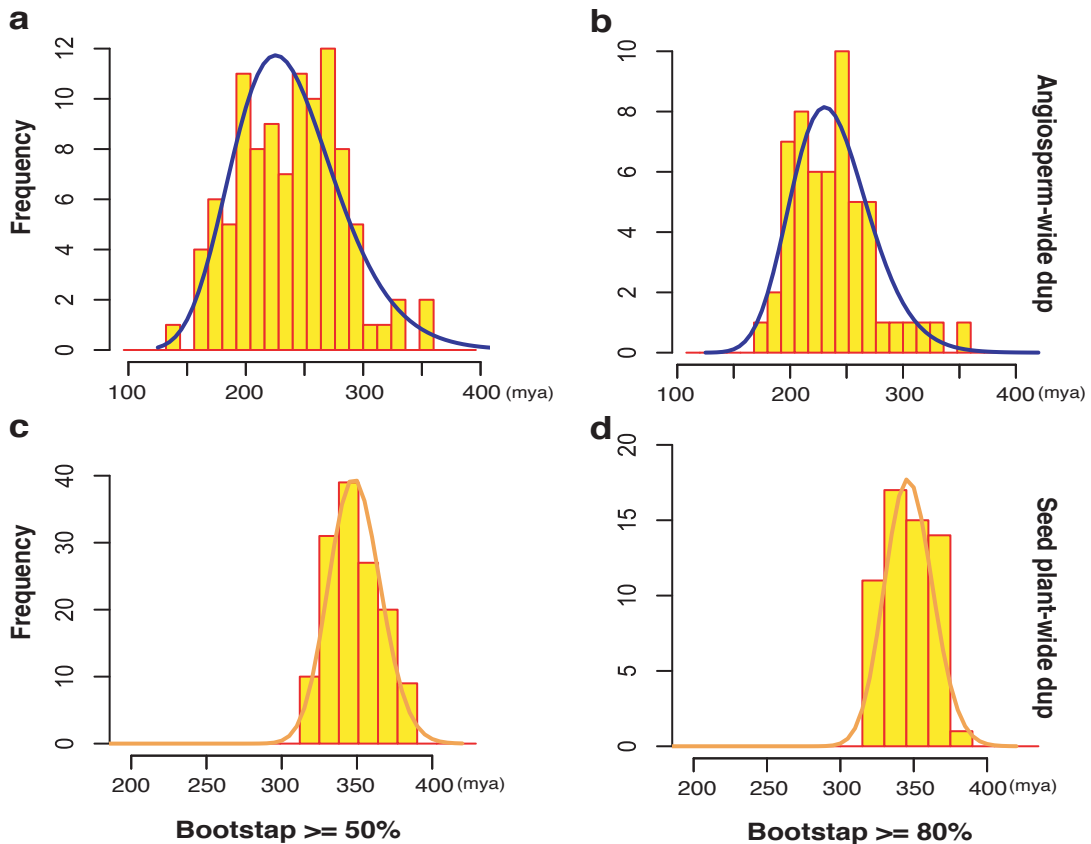 a
Frequency
0 2 4 6 8 10 12
100 200 300 400 (mya)
b
0 2 4 6 8 10
100 200 300 400 (mya)
Angiosperm-wide dup
c
Frequency
0 10 20 30 40
200 250 300 350 400 (mya)
Bootstap >= 50%
d
0 5 10 15 20
200 250 300 350 400 (mya)
Seed plant-wide dup
Bootstap >= 80%